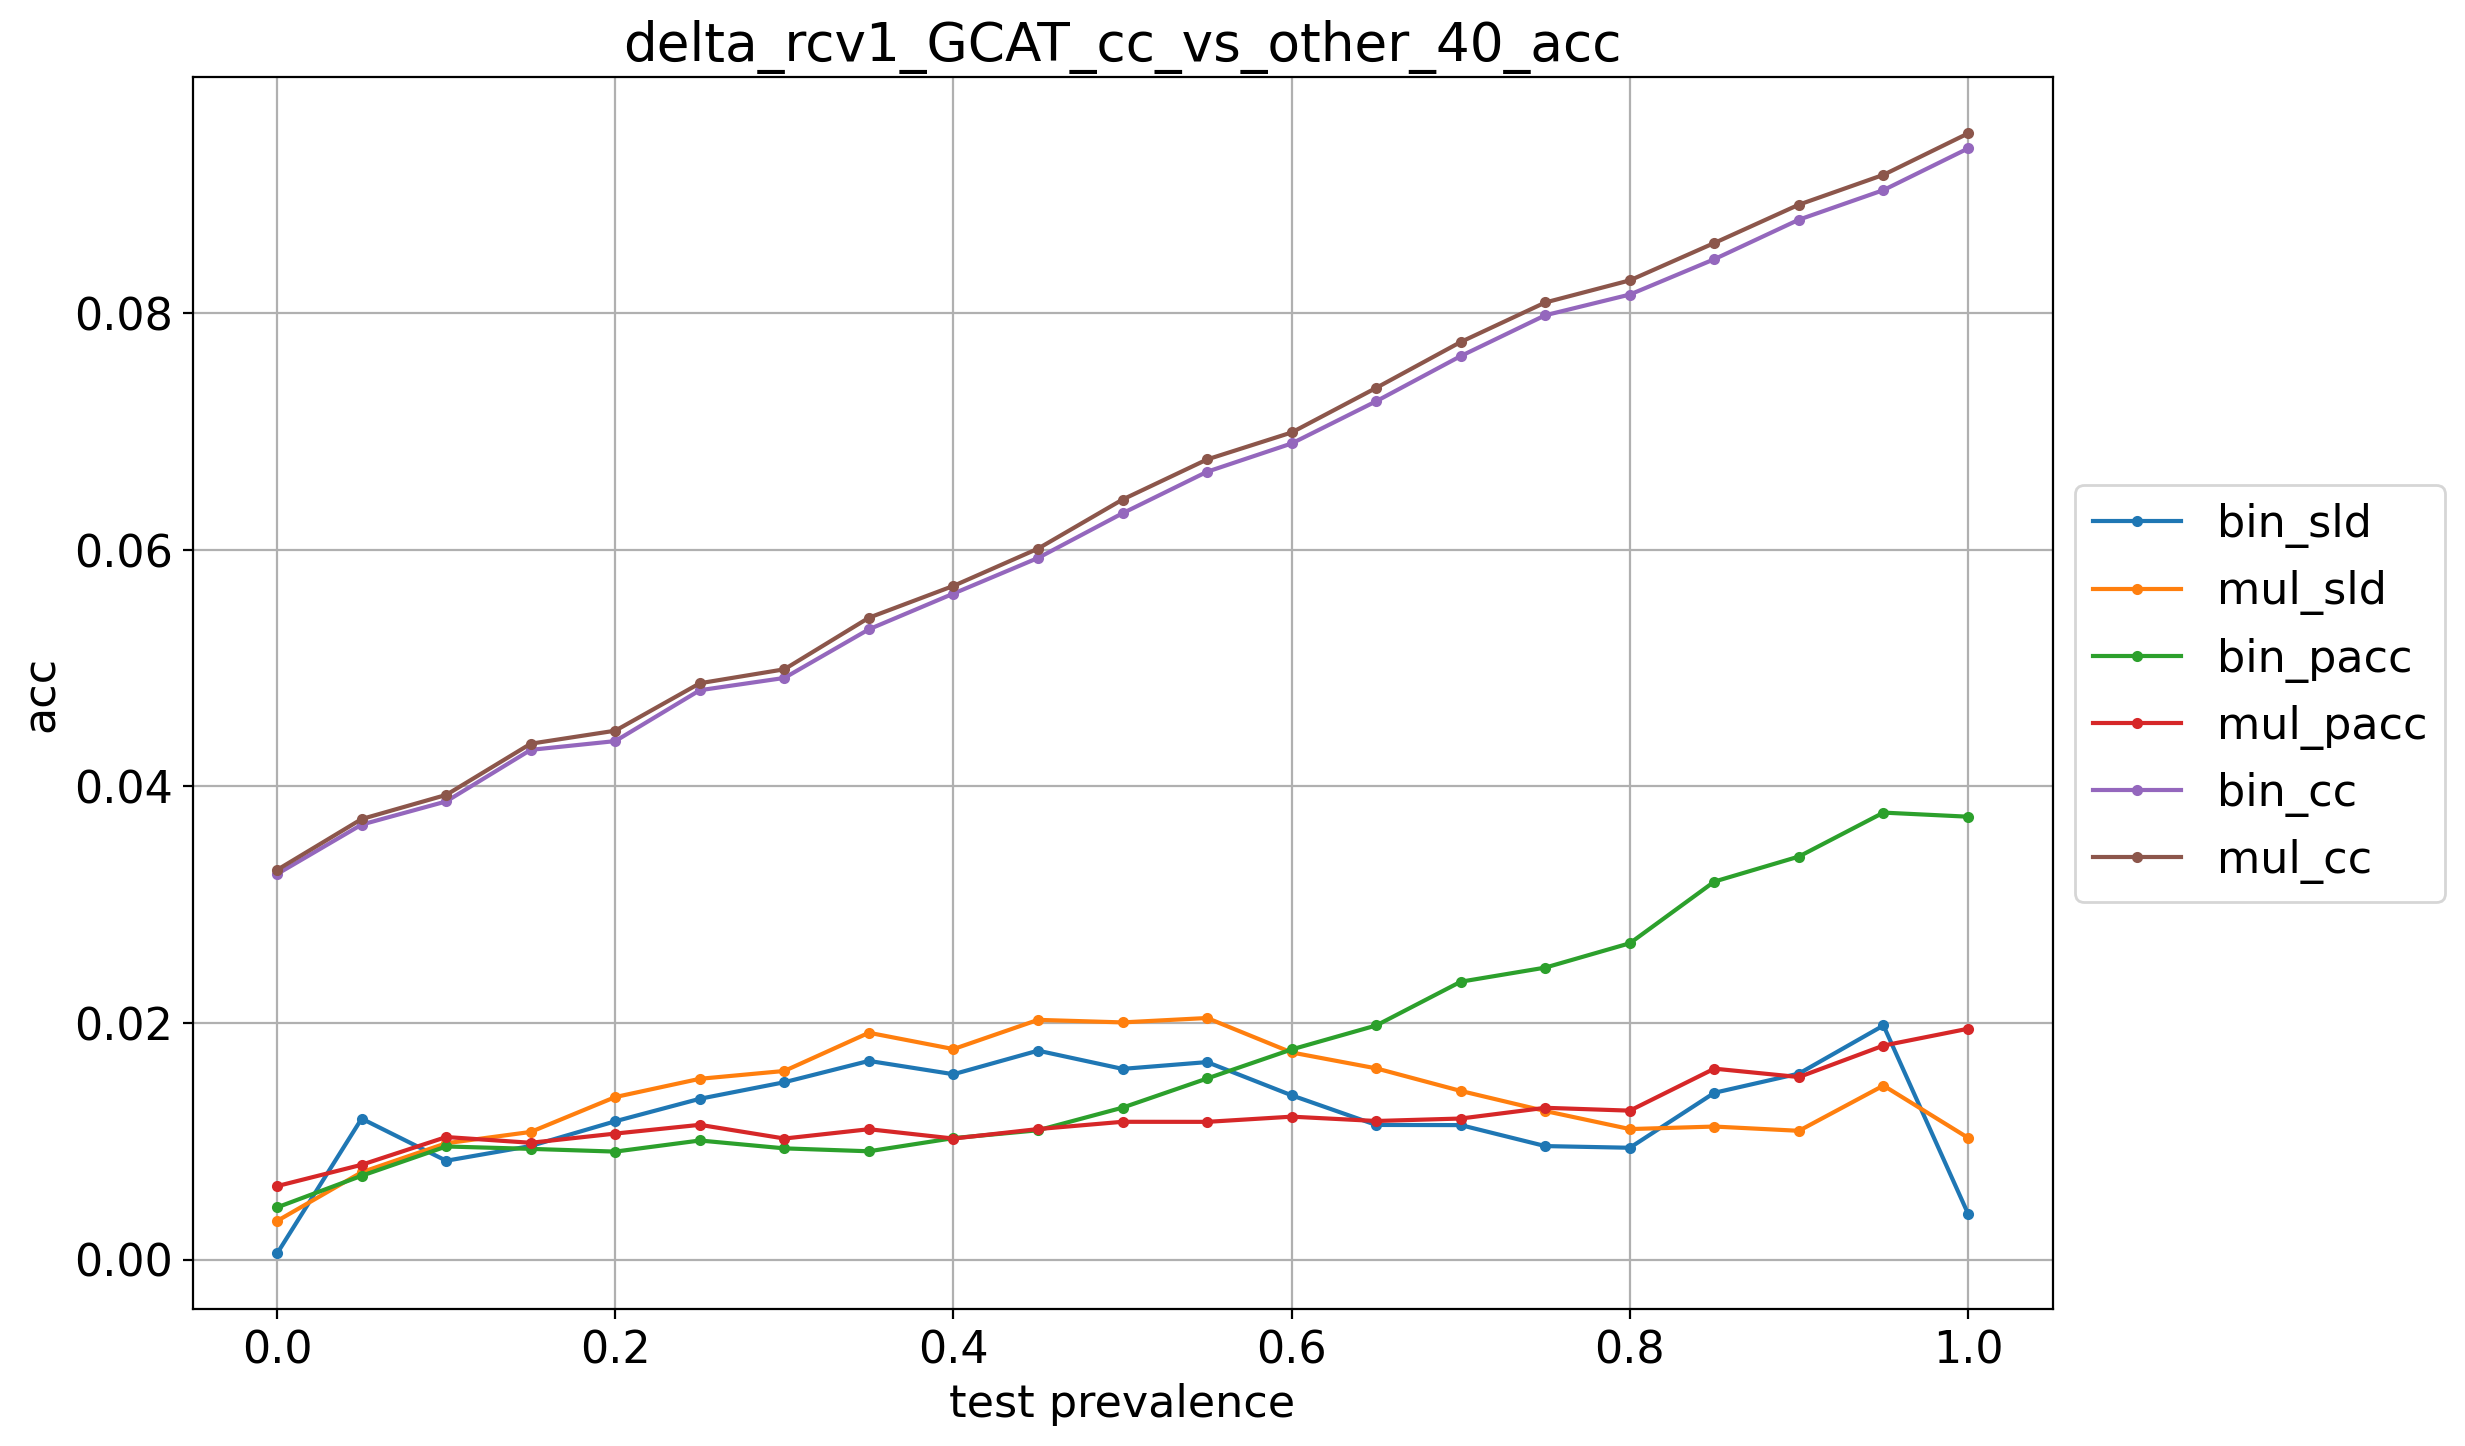 delta_rcv1_GCAT_cc_vs_other_40_acc
acc
0.08
0.06
0.04
0.02
0.00
0.0 0.2 0.4 0.6 0.8 1.0
test prevalence
bin_sld
mul_sld
bin_pacc
mul_pacc
bin_cc
mul_cc